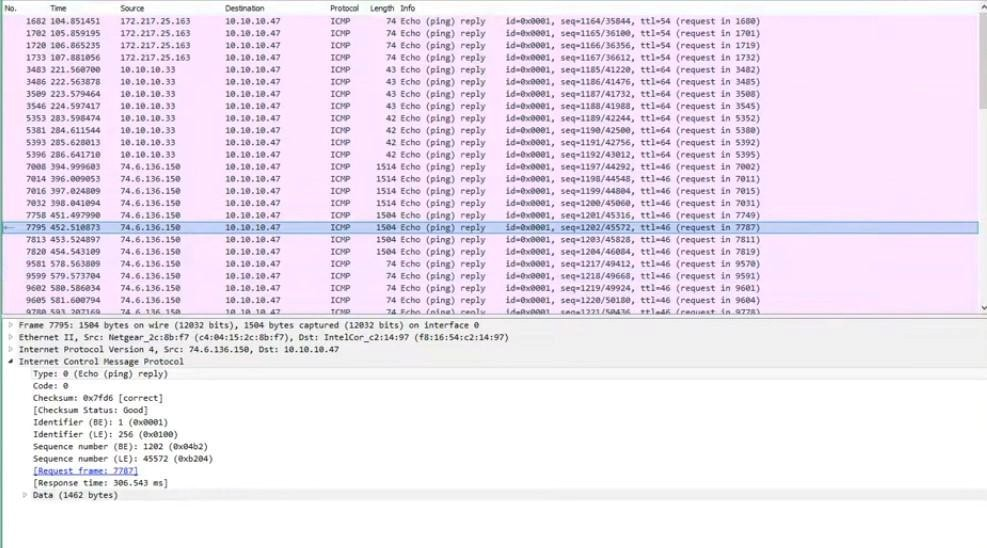 No. Time Source Destination Protocol Length Info
1682 104.851451 172.217.25.163 10.10.10.47 ICMP 74 Echo (ping) reply id=0x0001, seq=1164/35844, ttl=54 (request in 1680)
1702 105.859195 172.217.25.163 10.10.10.47 ICMP 74 Echo (ping) reply id=0x0001, seq=1165/36100, ttl=54 (request in 1701)
1720 106.865235 172.217.25.163 10.10.10.47 ICMP 74 Echo (ping) reply id=0x0001, seq=1166/36356, ttl=54 (request in 1719)
1733 107.881056 172.217.25.163 10.10.10.47 ICMP 74 Echo (ping) reply id=0x0001, seq=1167/36612, ttl=54 (request in 1732)
3483 221.560700 10.10.10.33 10.10.10.47 ICMP 43 Echo (ping) reply id=0x0001, seq=1185/41220, ttl=64 (request in 3482)
3486 222.563878 10.10.10.33 10.10.10.47 ICMP 43 Echo (ping) reply id=0x0001, seq=1186/41476, ttl=64 (request in 3485)
3509 223.579464 10.10.10.33 10.10.10.47 ICMP 43 Echo (ping) reply id=0x0001, seq=1187/41732, ttl=64 (request in 3508)
3546 224.597417 10.10.10.33 10.10.10.47 ICMP 43 Echo (ping) reply id=0x0001, seq=1188/41988, ttl=64 (request in 3545)
5353 283.598474 10.10.10.33 10.10.10.47 ICMP 42 Echo (ping) reply id=0x0001, seq=1189/42244, ttl=64 (request in 5352)
5381 284.611544 10.10.10.33 10.10.10.47 ICMP 42 Echo (ping) reply id=0x0001, seq=1190/42500, ttl=64 (request in 5380)
5393 285.628013 10.10.10.33 10.10.10.47 ICMP 42 Echo (ping) reply id=0x0001, seq=1191/42756, ttl=64 (request in 5392)
5396 286.641710 10.10.10.33 10.10.10.47 ICMP 42 Echo (ping) reply id=0x0001, seq=1192/43012, ttl=64 (request in 5395)
7008 394.999603 74.6.136.150 10.10.10.47 ICMP 1514 Echo (ping) reply id=0x0001, seq=1197/44292, ttl=46 (request in 7002)
7014 396.009053 74.6.136.150 10.10.10.47 ICMP 1514 Echo (ping) reply id=0x0001, seq=1198/44548, ttl=46 (request in 7011)
7016 397.024809 74.6.136.150 10.10.10.47 ICMP 1514 Echo (ping) reply id=0x0001, seq=1199/44804, ttl=46 (request in 7015)
7032 398.041094 74.6.136.150 10.10.10.47 ICMP 1514 Echo (ping) reply id=0x0001, seq=1200/45060, ttl=46 (request in 7031)
7758 451.497990 74.6.136.150 10.10.10.47 ICMP 1504 Echo (ping) reply id=0x0001, seq=1201/45316, ttl=46 (request in 7749)
7795 452.510873 74.6.136.150 10.10.10.47 ICMP 1504 Echo (ping) reply id=0x0001, seq=1202/45572, ttl=46 (request in 7787)
7813 453.524897 74.6.136.150 10.10.10.47 ICMP 1504 Echo (ping) reply id=0x0001, seq=1203/45828, ttl=46 (request in 7811)
7820 454.543109 74.6.136.150 10.10.10.47 ICMP 1504 Echo (ping) reply id=0x0001, seq=1204/46084, ttl=46 (request in 7819)
9581 578.563809 74.6.136.150 10.10.10.47 ICMP 74 Echo (ping) reply id=0x0001, seq=1217/49412, ttl=46 (request in 9570)
9599 579.573704 74.6.136.150 10.10.10.47 ICMP 74 Echo (ping) reply id=0x0001, seq=1218/49668, ttl=46 (request in 9591)
9602 580.586034 74.6.136.150 10.10.10.47 ICMP 74 Echo (ping) reply id=0x0001, seq=1219/49924, ttl=46 (request in 9601)
9605 581.600794 74.6.136.150 10.10.10.47 ICMP 74 Echo (ping) reply id=0x0001, seq=1220/50180, ttl=46 (request in 9604)
9780 593.207169 74.6.136.150 10.10.10.47 ICMP 74 Echo (ping) reply id=0x0001, seq=1221/50436, ttl=46 (request in 9778)
Frame 7795: 1504 bytes on wire (12032 bits), 1504 bytes captured (12032 bits) on interface 0
Ethernet II, Src: Netgear_2c:8b:f7 (c4:04:15:2c:8b:f7), Dst: IntelCor_c2:14:97 (f8:16:54:c2:14:97)
Internet Protocol Version 4, Src: 74.6.136.150, Dst: 10.10.10.47
Internet Control Message Protocol
Type: 0 (Echo (ping) reply)
Code: 0
Checksum: 0x7fd6 [correct]
[Checksum Status: Good]
Identifier (BE): 1 (0x0001)
Identifier (LE): 256 (0x0100)
Sequence number (BE): 1202 (0x04b2)
Sequence number (LE): 45572 (0xb204)
[Request frame: 7787]
[Response time: 306.543 ms]
Data (1462 bytes)